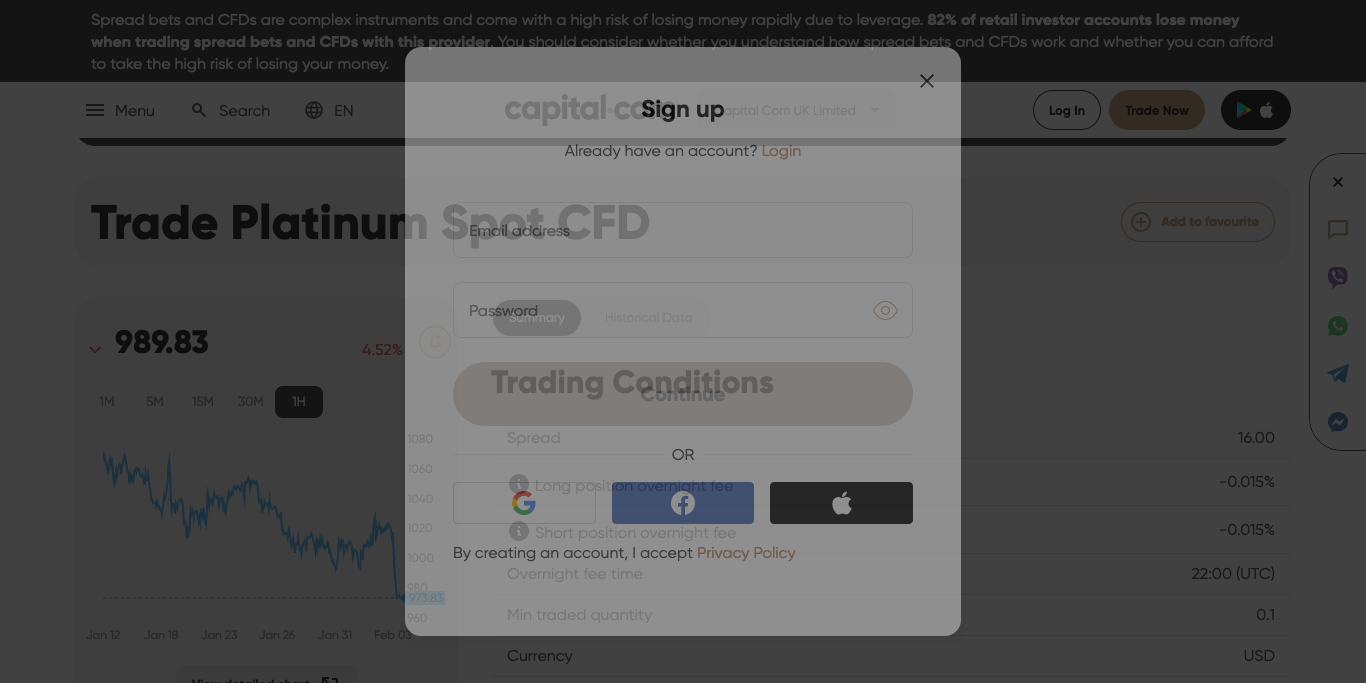 Spread bets and CFDs are complex instruments and come with a high risk of losing money rapidly due to leverage. 82% of retail investor accounts lose money
when trading spread bets and CFDs with this provider. You should consider whether you understand how spread bets and CFDs work and whether you can afford
to take the high risk of losing your money.
Menu
Search
EN
capital.com
Capital Com UK Limited
Log In
Trade Now
Sign up
Already have an account? Login
Trade Platinum Spot CFD
Add to favourite
Email address
Password
Summary
Historical Data
989.83
4.52%
1M 5M 15M 30M 1H
Trading Conditions
Continue
1080
1060
1040
1020
1000
980
973.83
960
Jan 12 Jan 18 Jan 23 Jan 26 Jan 31 Feb 03
View detailed chart
Spread 16.00
OR
Long position overnight fee -0.015%
Short position overnight fee -0.015%
By creating an account, I accept Privacy Policy
Overnight fee time 22:00 (UTC)
Min traded quantity 0.1
Currency USD